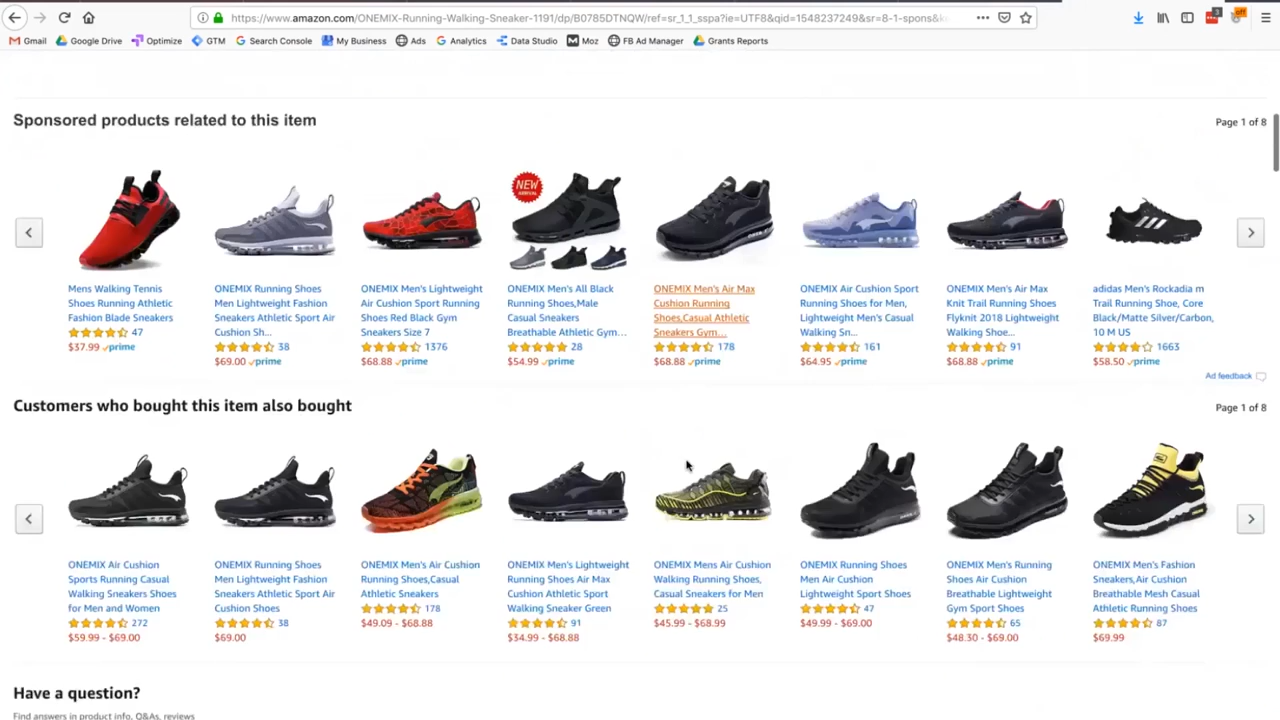 https://www.amazon.com/ONEMIX-Running-Walking-Sneaker-1191/dp/B0785DTNQW/ref=sr_1_1_sspa?ie=UTF8&qid=1548237249&sr=8-1-spons&k
3
off
Gmail Google Drive Optimize GTM Search Console My Business Ads Analytics Data Studio Moz FB Ad Manager Grants Reports
Sponsored products related to this item
Page 1 of 8
NEW
ARRIVAL
Mens Walking Tennis
Shoes Running Athletic
Fashion Blade Sneakers
47
$37.99 prime
ONEMIX Running Shoes
Men Lightweight Fashion
Sneakers Athletic Sport Air
Cushion Sh...
38
$69.00 prime
ONEMIX Men's Lightweight
Air Cushion Sport Running
Shoes Red Black Gym
Sneakers Size 7
1376
$68.88 prime
ONEMIX Men's All Black
Running Shoes,Male
Casual Sneakers
Breathable Athletic Gym...
28
$54.99 prime
ONEMIX Men's Air Max
Cushion Running
Shoes,Casual Athletic
Sneakers Gym...
178
$68.88 prime
ONEMIX Air Cushion Sport
Running Shoes for Men,
Lightweight Men's Casual
Walking Sn...
161
$64.95 prime
ONEMIX Men's Air Max
Knit Trail Running Shoes
Flyknit 2018 Lightweight
Walking Shoe...
91
$68.88 prime
adidas Men's Rockadia m
Trail Running Shoe, Core
Black/Matte Silver/Carbon,
10 M US
1663
$58.50 prime
Ad feedback
Customers who bought this item also bought
Page 1 of 8
ONEMIX Air Cushion
Sports Running Casual
Walking Sneakers Shoes
for Men and Women
272
$59.99 - $69.00
ONEMIX Running Shoes
Men Lightweight Fashion
Sneakers Athletic Sport Air
Cushion Shoes
38
$69.00
ONEMIX Men's Air Cushion
Running Shoes,Casual
Athletic Sneakers
178
$49.09 - $68.88
ONEMIX Men's Lightweight
Running Shoes Air Max
Cushion Athletic Sport
Walking Sneaker Green
91
$34.99 - $68.88
ONEMIX Mens Air Cushion
Walking Running Shoes,
Casual Sneakers for Men
25
$45.99 - $68.99
ONEMIX Running Shoes
Men Air Cushion
Lightweight Sport Shoes
47
$49.99 - $69.00
ONEMIX Men's Running
Shoes Air Cushion
Breathable Lightweight
Gym Sport Shoes
65
$48.30 - $69.00
ONEMIX Men's Fashion
Sneakers,Air Cushion
Breathable Mesh Casual
Athletic Running Shoes
87
$69.99
Have a question?
Find answers in product info, Q&As, reviews